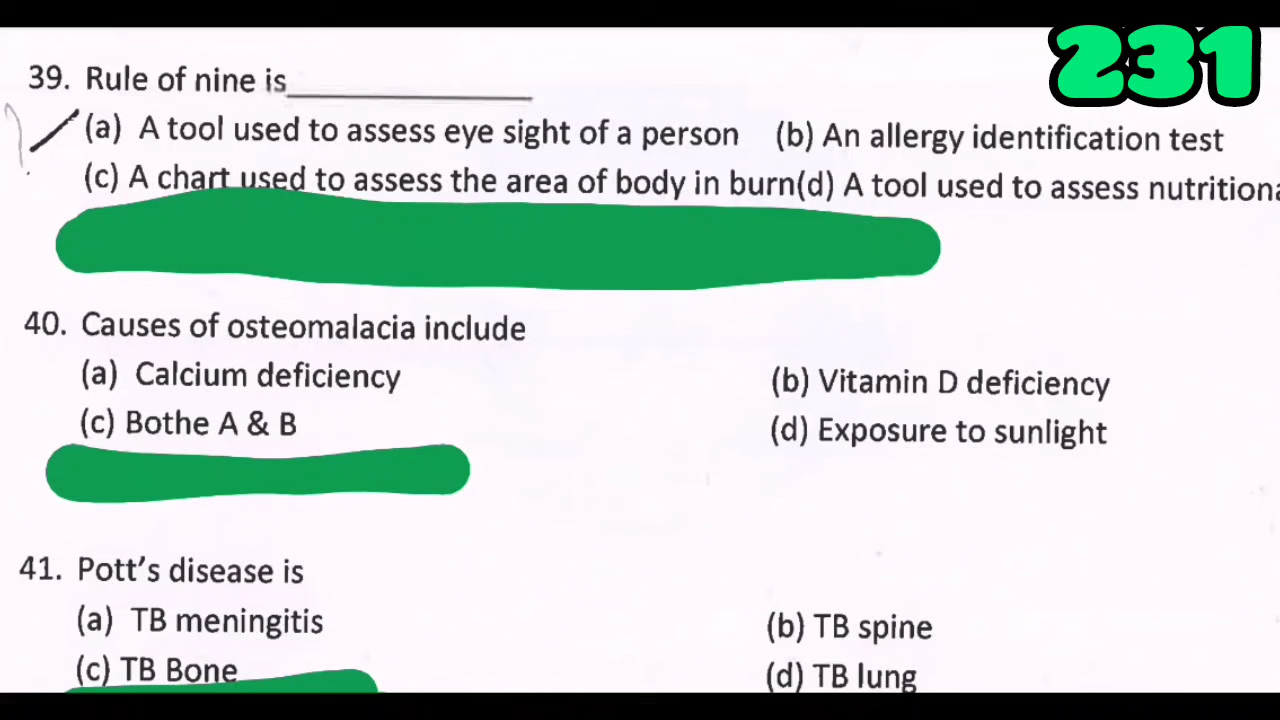 231
39. Rule of nine is______________
(a) A tool used to assess eye sight of a person (b) An allergy identification test
(c) A chart used to assess the area of body in burn(d) A tool used to assess
40. Causes of osteomalacia include
(a) Calcium deficiency (b) Vitamin D deficiency
(c) Bothe A & B (d) Exposure to sunlight
41. Pott's disease is
(a) TB meningitis (b) TB spine
(c) TB Bone (d) TB lung